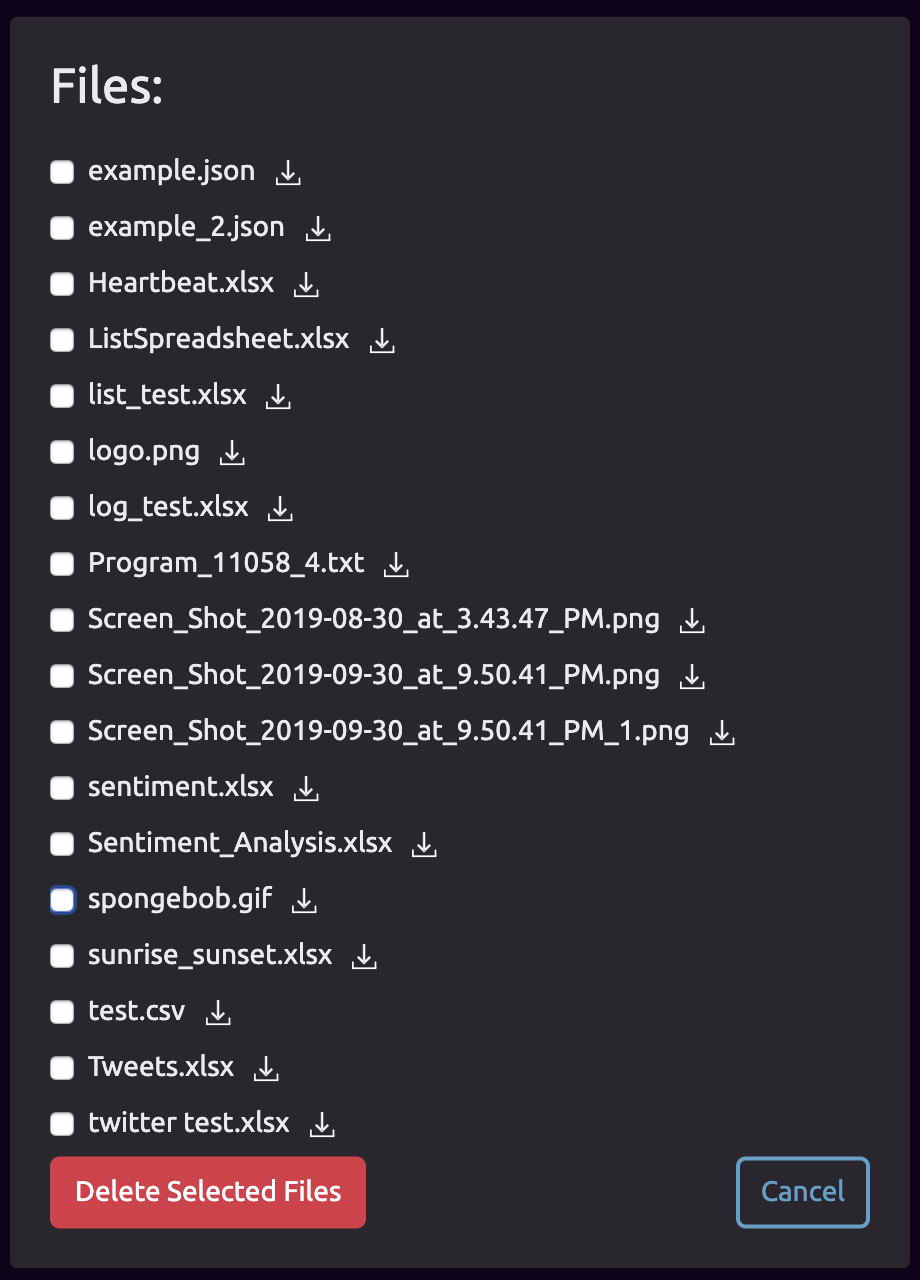 Files:
example.json
example_2.json
Heartbeat.xlsx
ListSpreadsheet.xlsx
list_test.xlsx
logo.png
log_test.xlsx
Program_11058_4.txt
Screen_Shot_2019-08-30_at_3.43.47_PM.png
Screen_Shot_2019-09-30_at_9.50.41_PM.png
Screen_Shot_2019-09-30_at_9.50.41_PM_1.png
sentiment.xlsx
Sentiment_Analysis.xlsx
spongebob.gif
sunrise_sunset.xlsx
test.csv
Tweets.xlsx
twitter test.xlsx
Delete Selected Files
Cancel